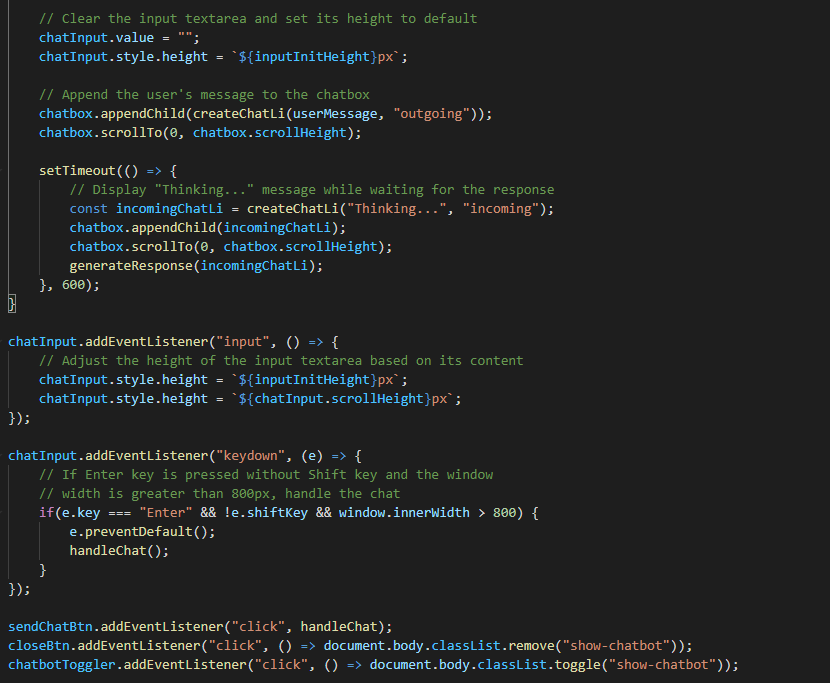 // Clear the input textarea and set its height to default
chatInput.value = "";
chatInput.style.height = `${inputInitHeight}px`;
// Append the user's message to the chatbox
chatbox.appendChild(createChatLi(userMessage, "outgoing"));
chatbox.scrollTo(0, chatbox.scrollHeight);
setTimeout(() => {
// Display "Thinking..." message while waiting for the response
const incomingChatLi = createChatLi("Thinking...", "incoming");
chatbox.appendChild(incomingChatLi);
chatbox.scrollTo(0, chatbox.scrollHeight);
generateResponse(incomingChatLi);
}, 600);
}
chatInput.addEventListener("input", () => {
// Adjust the height of the input textarea based on its content
chatInput.style.height = `${inputInitHeight}px`;
chatInput.style.height = `${chatInput.scrollHeight}px`;
});
chatInput.addEventListener("keydown", (e) => {
// If Enter key is pressed without Shift key and the window
// width is greater than 800px, handle the chat
if(e.key === "Enter" && !e.shiftKey && window.innerWidth > 800) {
e.preventDefault();
handleChat();
}
});
sendChatBtn.addEventListener("click", handleChat);
closeBtn.addEventListener("click", () => document.body.classList.remove("show-chatbot"));
chatbotToggler.addEventListener("click", () => document.body.classList.toggle("show-chatbot"));